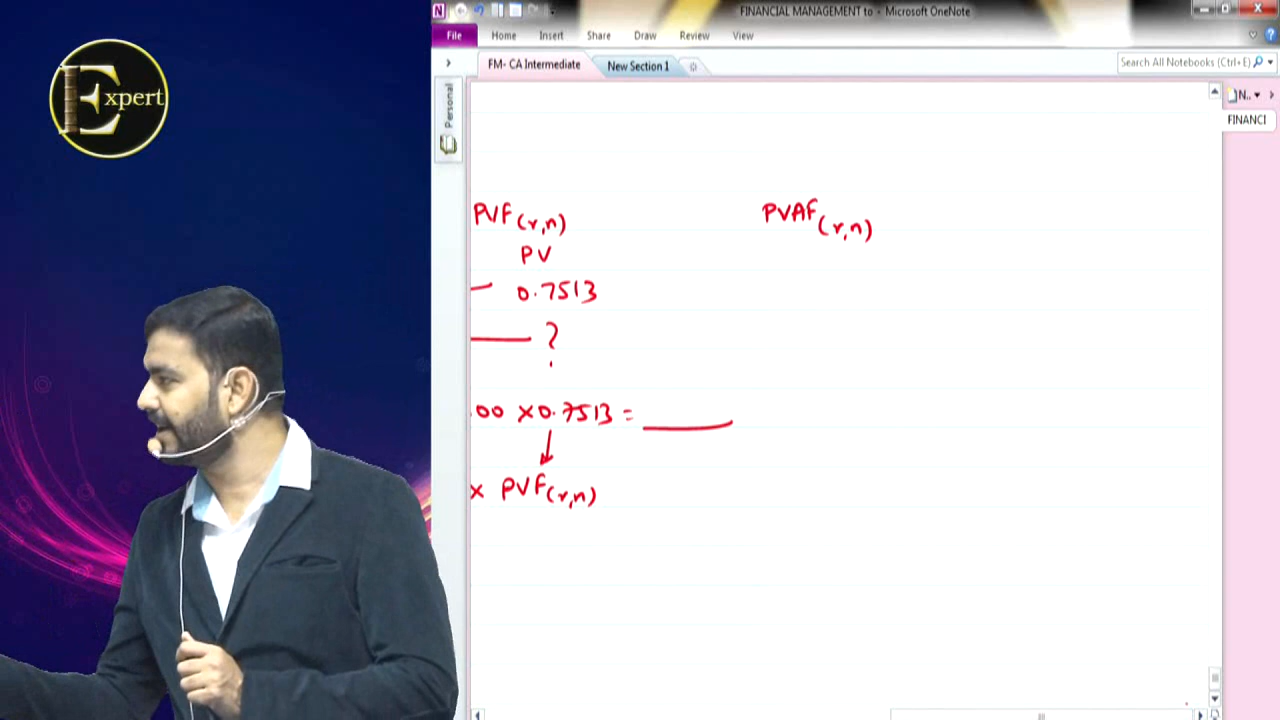 Expert
FINANCIAL MANAGEMENT to - Microsoft OneNote
File Home Insert Share Draw Review View
FM- CA Intermediate New Section 1
Search All Notebooks (Ctrl+E)
N..
Personal
FINANCI
PVF(r,n)
PV
0.7513
?
.00 ×0.7513 =
× PVF(r,n)
PVAF(r,n)